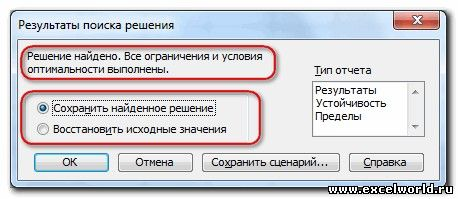 Результаты поиска решения
Решение найдено. Все ограничения и условия
оптимальности выполнены.
Тип отчета
Результаты
Устойчивость
Пределы
Сохранить найденное решение
Восстановить исходные значения
ОК
Отмена
Сохранить сценарий...
Справка
www.excelworld.ru